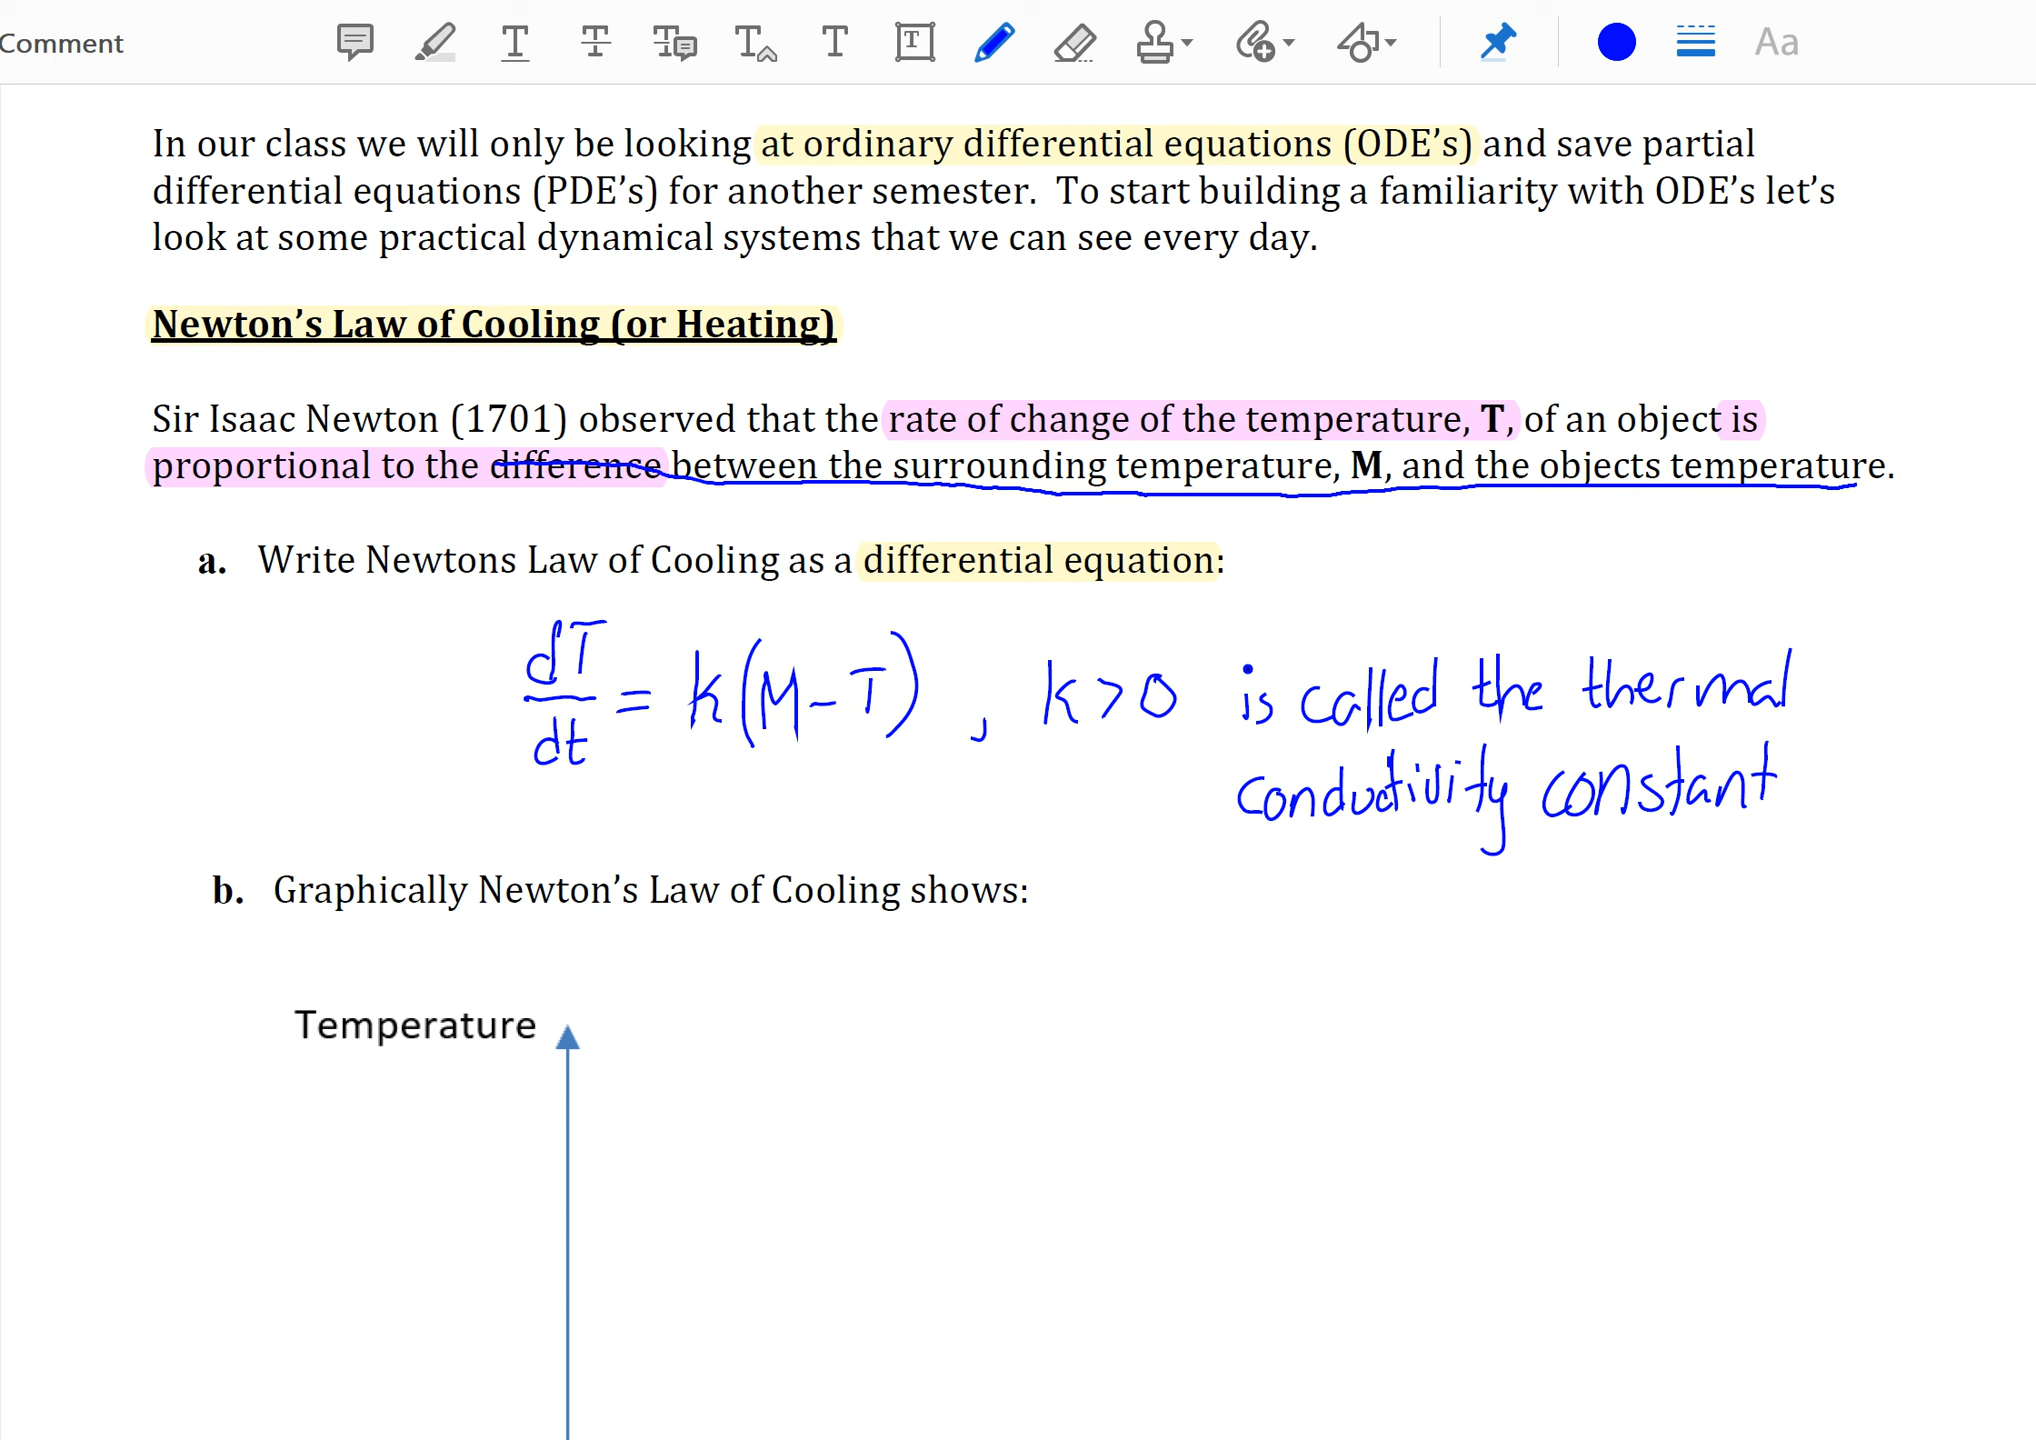 Comment
Aa
In our class we will only be looking at ordinary differential equations (ODE’s) and save partial
differential equations (PDE’s) for another semester.  To start building a familiarity with ODE’s let’s
look at some practical dynamical systems that we can see every day.
Newton’s Law of Cooling (or Heating)
Sir Isaac Newton (1701) observed that the rate of change of the temperature, T, of an object is
proportional to the difference between the surrounding temperature, M, and the objects temperature.
a. Write Newtons Law of Cooling as a differential equation:
dT/dt = k(M-T), k>0 is called the thermal
conductivity constant
b. Graphically Newton’s Law of Cooling shows:
Temperature